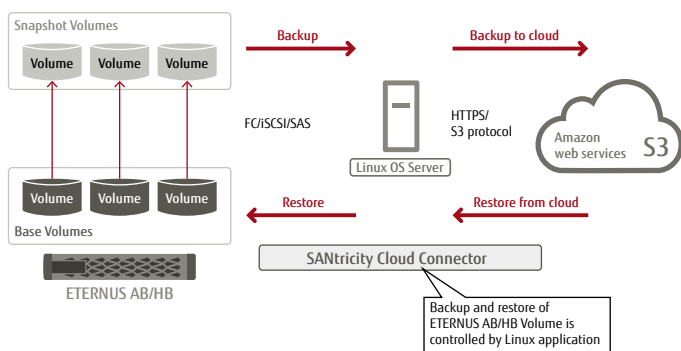 Snapshot Volumes
Volume Volume Volume
Backup
Backup to cloud
FC/iSCSI/SAS
HTTPS/
S3 protocol
Amazon
web services
S3
Linux OS Server
Volume Volume Volume
Base Volumes
Restore
Restore from cloud
SANtricity Cloud Connector
ETERNUS AB/HB
Backup and restore of
ETERNUS AB/HB Volume is
controlled by Linux application